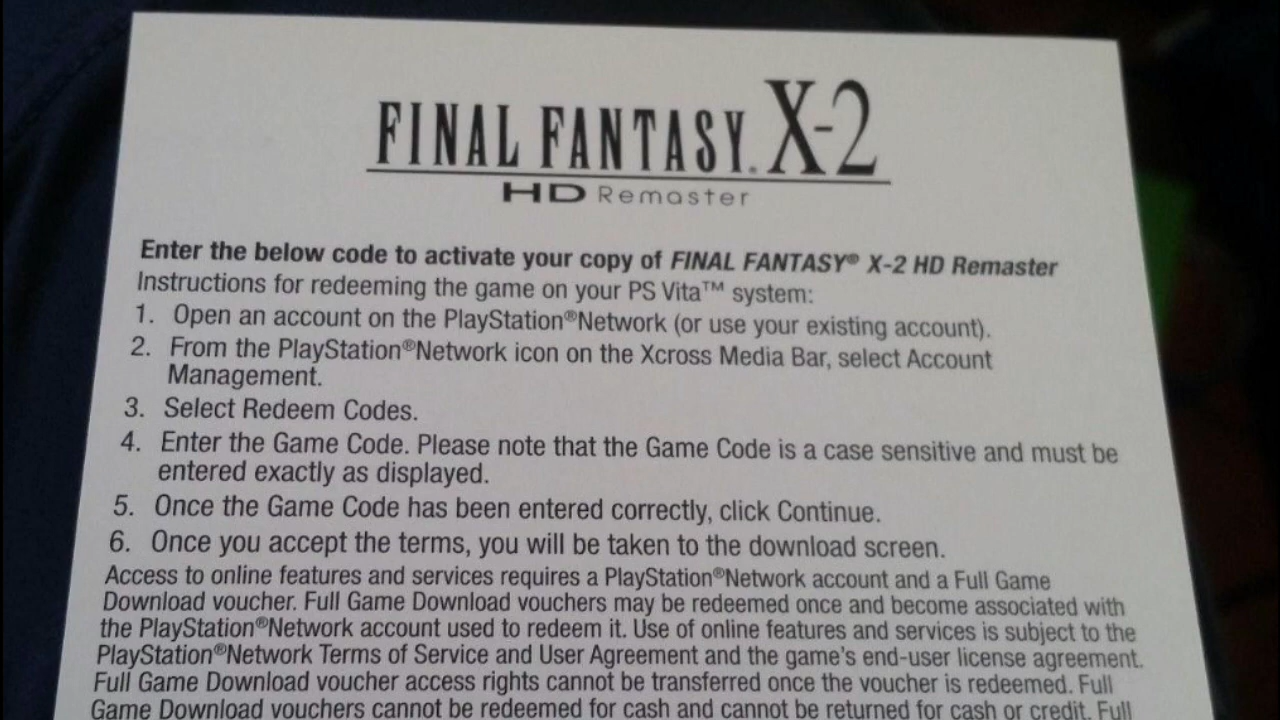 FINAL FANTASY. X-2
HD Remaster
Enter the below code to activate your copy of FINAL FANTASY® X-2 HD Remaster
Instructions for redeeming the game on your PS Vita™ system:
1. Open an account on the PlayStation®Network (or use your existing account).
2. From the PlayStation®Network icon on the Xcross Media Bar, select Account
Management.
3. Select Redeem Codes.
4. Enter the Game Code. Please note that the Game Code is a case sensitive and must be
entered exactly as displayed.
5. Once the Game Code has been entered correctly, click Continue.
6. Once you accept the terms, you will be taken to the download screen.
Access to online features and services requires a PlayStation®Network account and a Full Game
Download voucher. Full Game Download vouchers may be redeemed once and become associated with
the PlayStation®Network account used to redeem it. Use of online features and services is subject to the
PlayStation®Network Terms of Service and User Agreement and the game's end-user license agreement.
Full Game Download voucher access rights cannot be transferred once the voucher is redeemed. Full
Game Download vouchers cannot be redeemed for cash and cannot be returned for cash or credit. Full